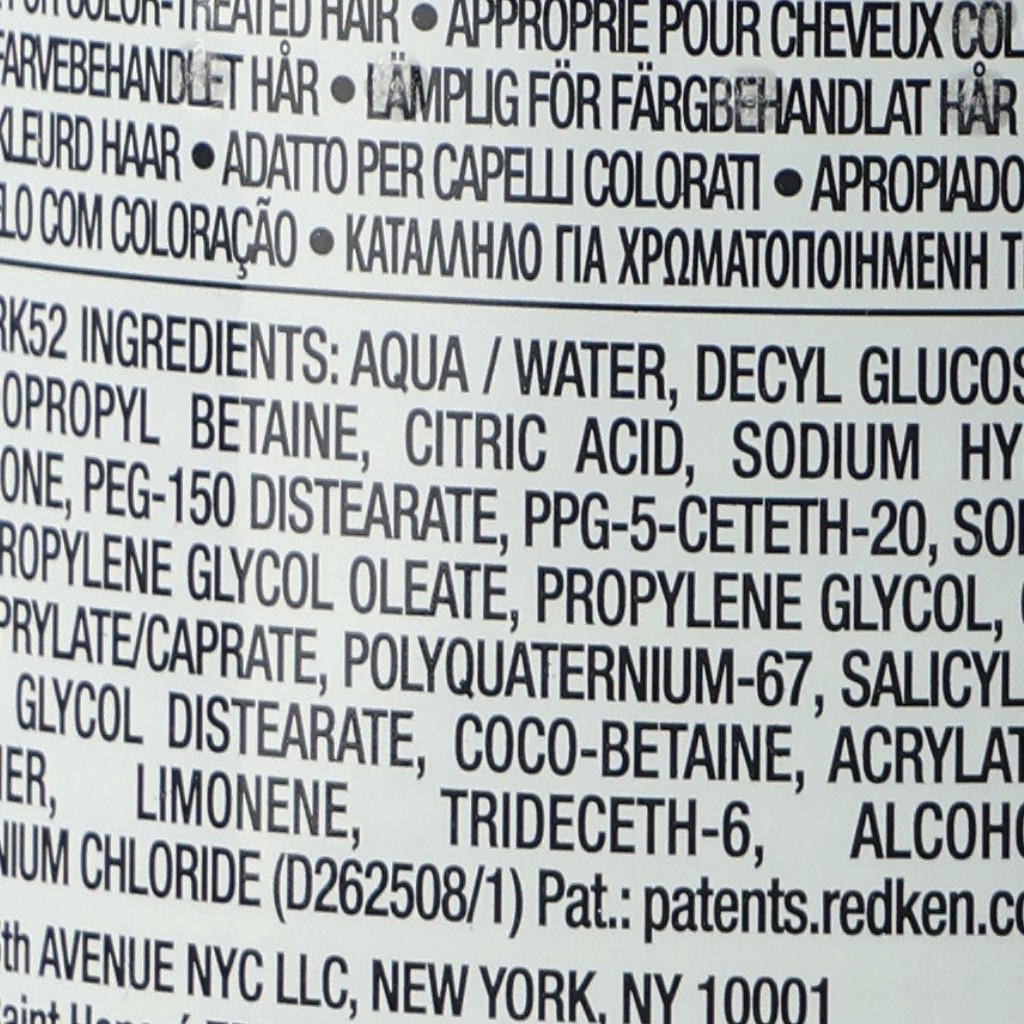 COLOR-TREATED HAIR • APPROPRIÉ POUR CHEVEUX COL
FARVEBEHANDLET HÅR • LÄMPLIG FÖR FÄRGBEHANDLAT HÅR
KLEURD HAAR • ADATTO PER CAPELLI COLORATI • APROPIADO
LO COM COLORAÇÃO • ΚΑΤΑΛΛΗΛΟ ΓΙΑ ΧΡΩΜΑΤΟΠΟΙΗΜΕΝΗ Τ
RK52 INGREDIENTS: AQUA / WATER, DECYL GLUCOS
OPROPYL BETAINE, CITRIC ACID, SODIUM HY
ONE, PEG-150 DISTEARATE, PPG-5-CETETH-20, SO
ROPYLENE GLYCOL OLEATE, PROPYLENE GLYCOL,
PRYLATE/CAPRATE, POLYQUATERNIUM-67, SALICYL
GLYCOL DISTEARATE, COCO-BETAINE, ACRYLAT
ER, LIMONENE, TRIDECETH-6, ALCOHO
NIUM CHLORIDE (D262508/1) Pat.: patents.redken.co
5th AVENUE NYC LLC, NEW YORK, NY 10001